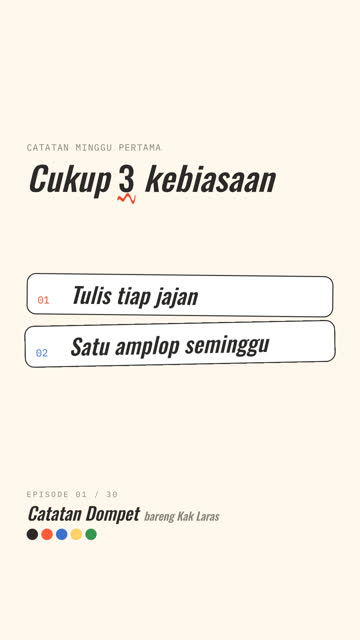 CATATAN MINGGU PERTAMA
Cukup 3 kebiasaan
01 Tulis tiap jajan
02 Satu amplop seminggu
EPISODE 01 / 30
Catatan Dompet bareng Kak Laras